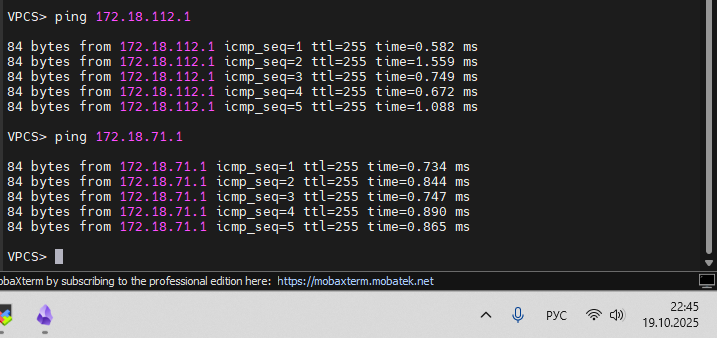 VPCS> ping 172.18.112.1
84 bytes from 172.18.112.1 icmp_seq=1 ttl=255 time=0.582 ms
84 bytes from 172.18.112.1 icmp_seq=2 ttl=255 time=1.559 ms
84 bytes from 172.18.112.1 icmp_seq=3 ttl=255 time=0.749 ms
84 bytes from 172.18.112.1 icmp_seq=4 ttl=255 time=0.672 ms
84 bytes from 172.18.112.1 icmp_seq=5 ttl=255 time=1.088 ms
VPCS> ping 172.18.71.1
84 bytes from 172.18.71.1 icmp_seq=1 ttl=255 time=0.734 ms
84 bytes from 172.18.71.1 icmp_seq=2 ttl=255 time=0.844 ms
84 bytes from 172.18.71.1 icmp_seq=3 ttl=255 time=0.747 ms
84 bytes from 172.18.71.1 icmp_seq=4 ttl=255 time=0.890 ms
84 bytes from 172.18.71.1 icmp_seq=5 ttl=255 time=0.865 ms
VPCS>
obaXterm by subscribing to the professional edition here: https://mobaxterm.mobatek.net
РУС
22:45
19.10.2025